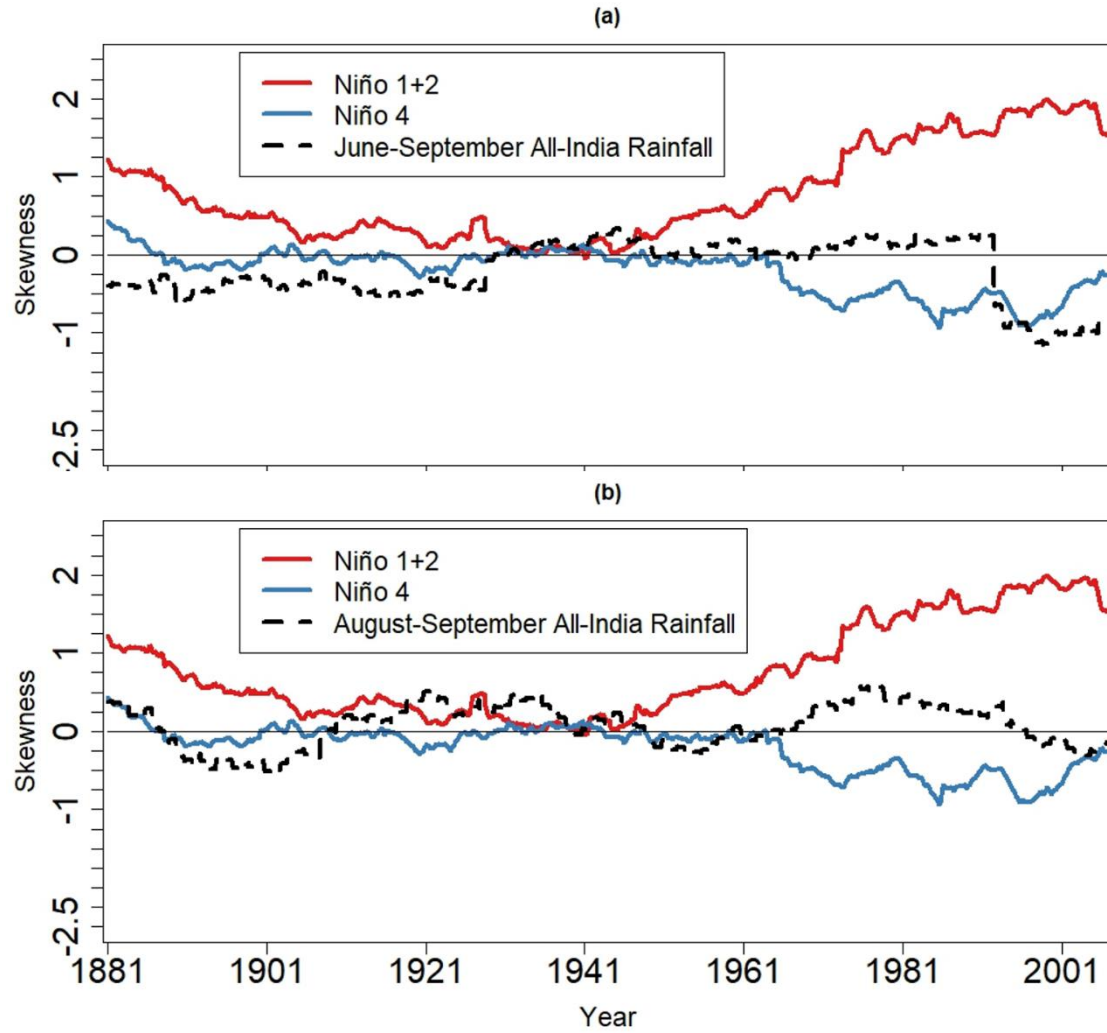 (a)
Niño 1+2
Niño 4
June-September All-India Rainfall
Skewness
2
1
0
-1
-2.5
(b)
Niño 1+2
Niño 4
August-September All-India Rainfall
Skewness
2
1
0
-1
-2.5
1881 1901 1921 1941 1961 1981 2001
Year